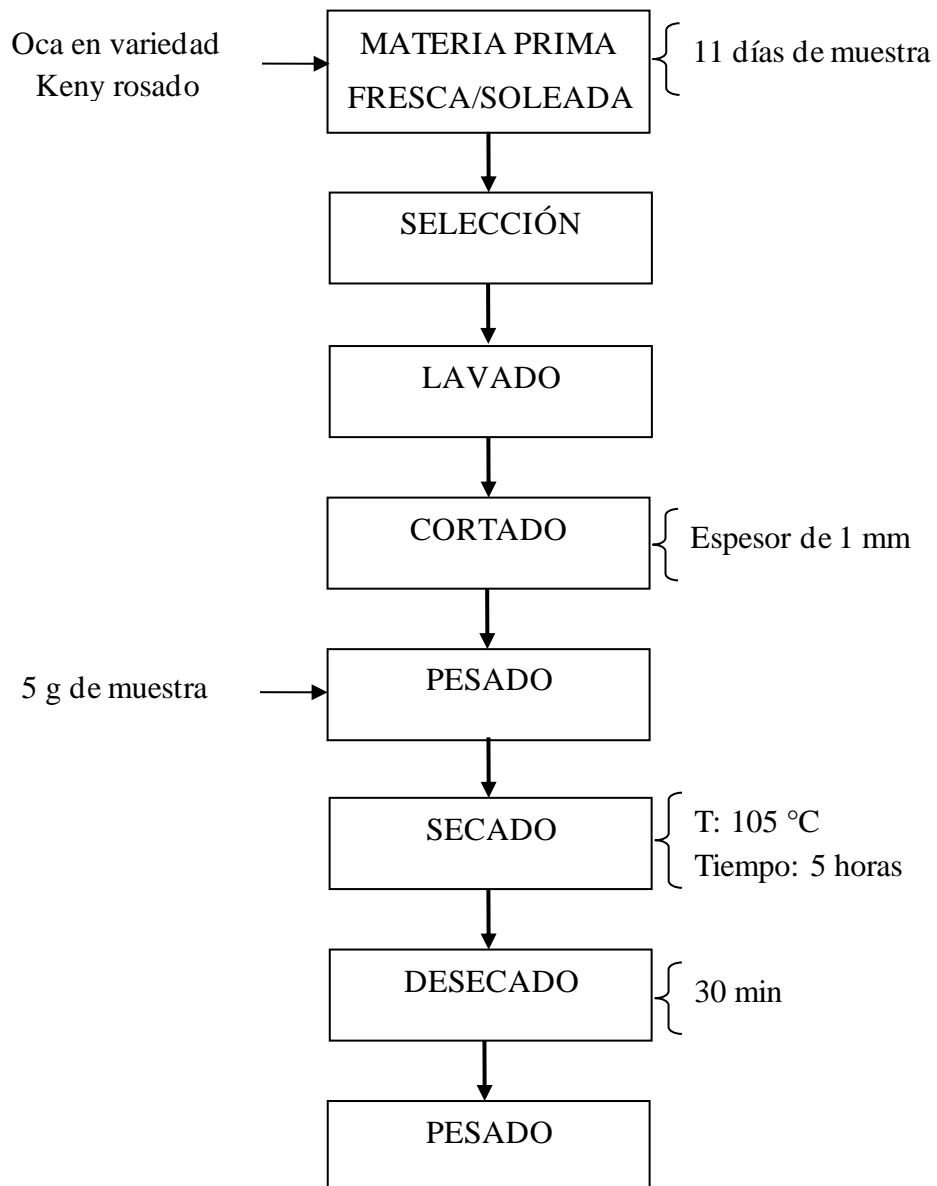 Oca en variedad
Keny rosado
MATERIA PRIMA
FRESCA/SOLEADA
11 días de muestra
SELECCIÓN
LAVADO
CORTADO
Espesor de 1 mm
5 g de muestra
PESADO
SECADO
T: 105 °C
Tiempo: 5 horas
DESECADO
30 min
PESADO